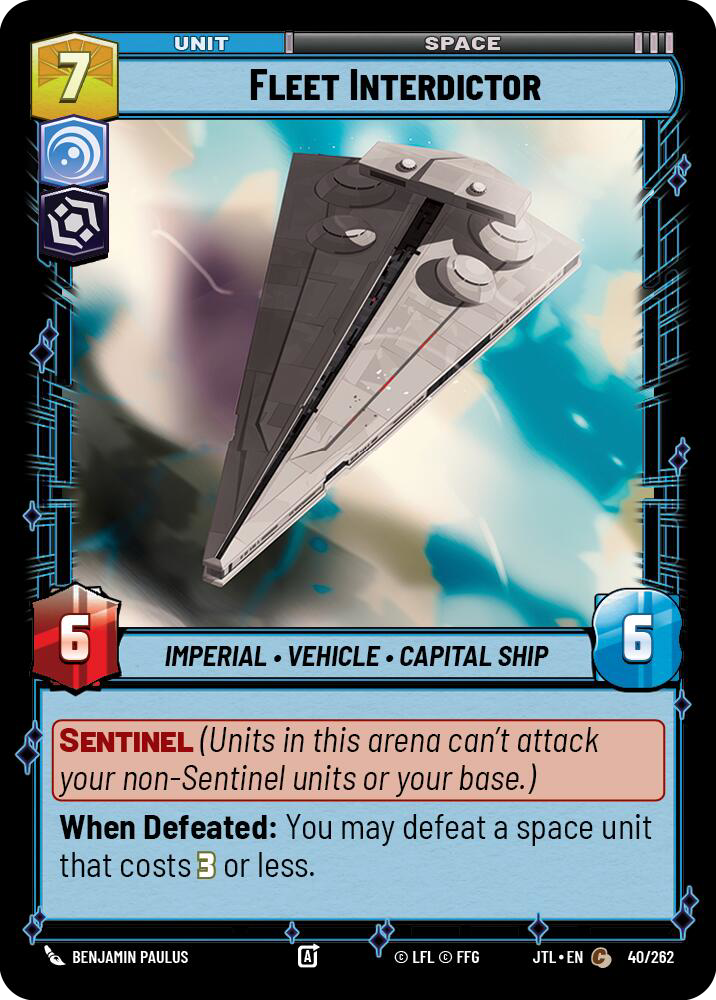 UNIT
SPACE
7
FLEET INTERDICTOR
6
IMPERIAL • VEHICLE • CAPITAL SHIP
6
SENTINEL (Units in this arena can't attack
your non-Sentinel units or your base.)
When Defeated: You may defeat a space unit
that costs 3 or less.
BENJAMIN PAULUS
A
© LFL © FFG
JTL • EN
C
40/262